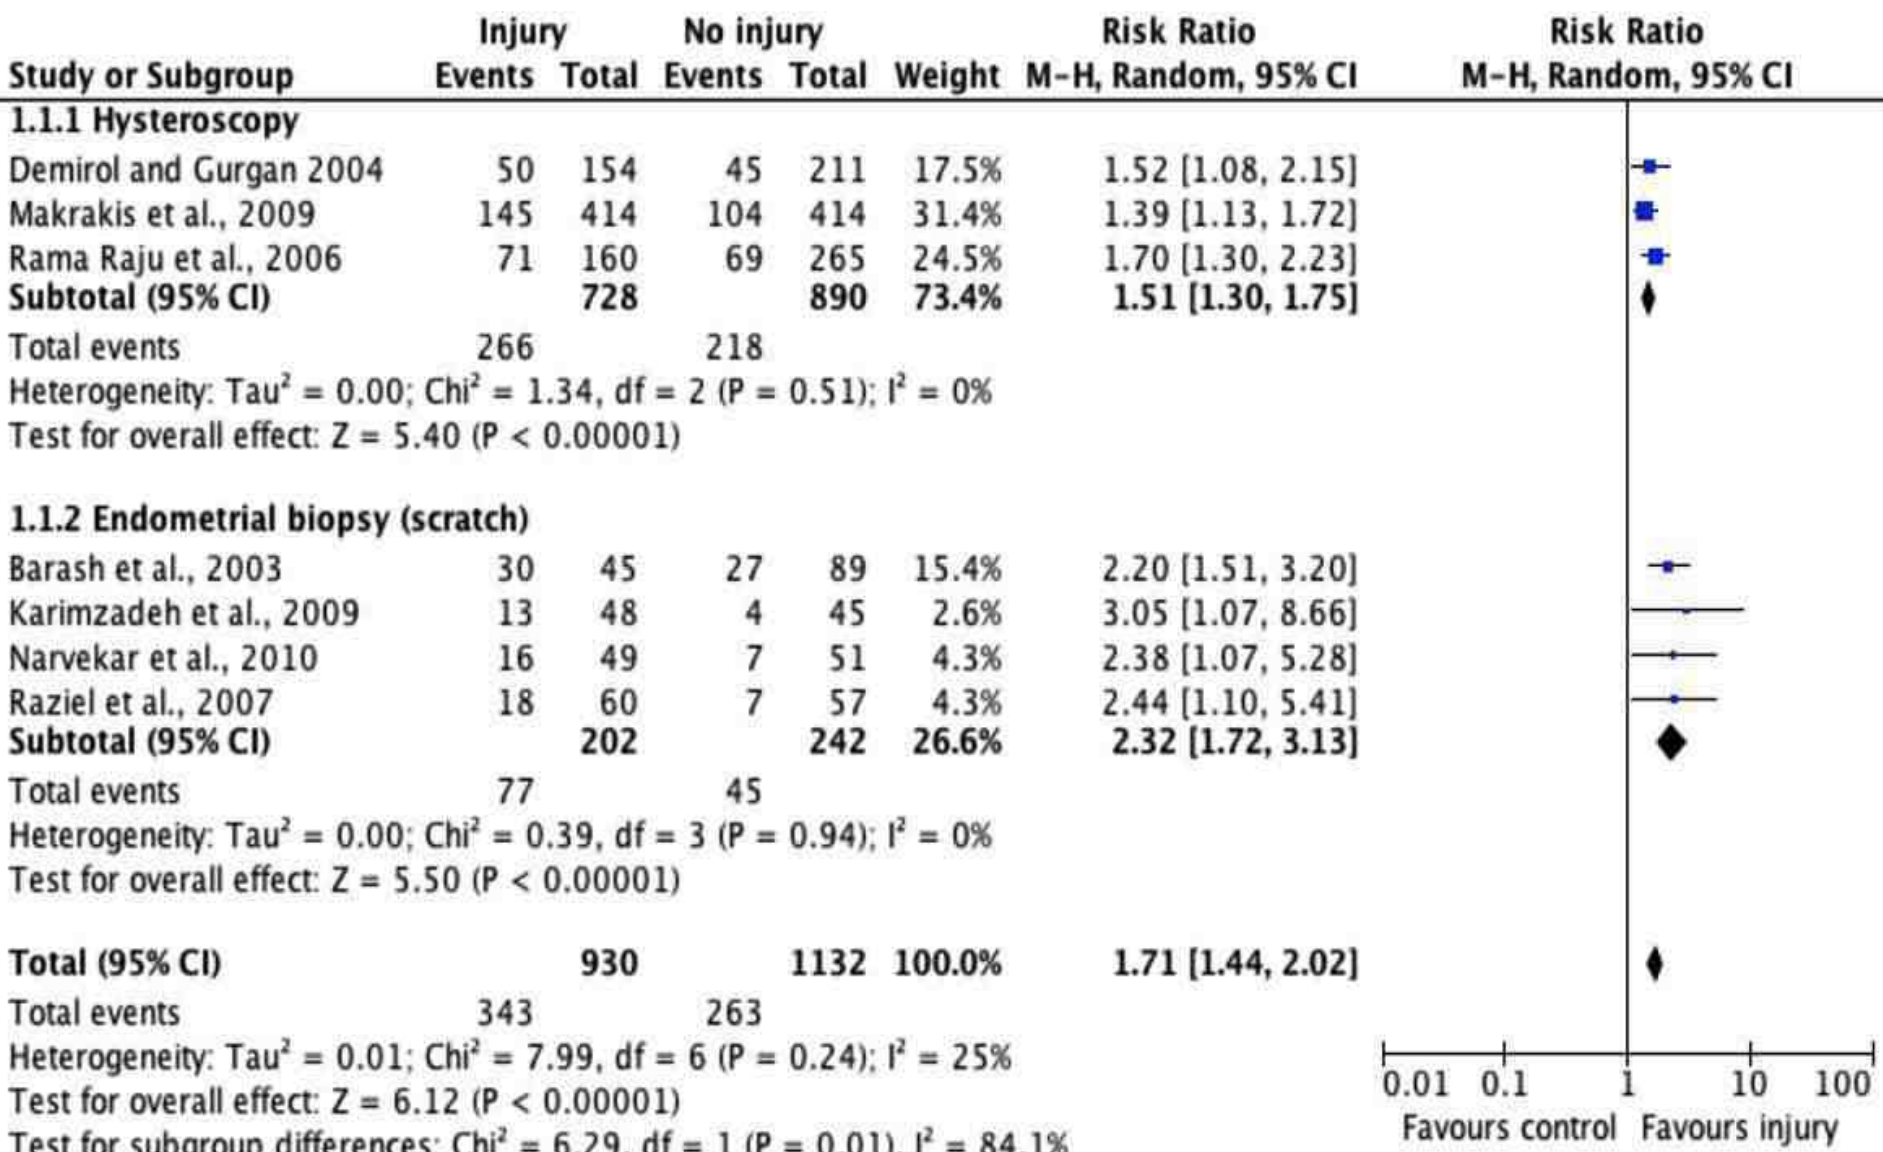 Injury No injury Risk Ratio Risk Ratio
Study or Subgroup Events Total Events Total Weight M-H, Random, 95% CI M-H, Random, 95% CI
1.1.1 Hysteroscopy
Demirol and Gurgan 2004 50 154 45 211 17.5% 1.52 [1.08, 2.15]
Makrakis et al., 2009 145 414 104 414 31.4% 1.39 [1.13, 1.72]
Rama Raju et al., 2006 71 160 69 265 24.5% 1.70 [1.30, 2.23]
Subtotal (95% CI) 728 890 73.4% 1.51 [1.30, 1.75]
Total events 266 218
Heterogeneity: Tau² = 0.00; Chi² = 1.34, df = 2 (P = 0.51); I² = 0%
Test for overall effect: Z = 5.40 (P < 0.00001)
1.1.2 Endometrial biopsy (scratch)
Barash et al., 2003 30 45 27 89 15.4% 2.20 [1.51, 3.20]
Karimzadeh et al., 2009 13 48 4 45 2.6% 3.05 [1.07, 8.66]
Narvekar et al., 2010 16 49 7 51 4.3% 2.38 [1.07, 5.28]
Raziel et al., 2007 18 60 7 57 4.3% 2.44 [1.10, 5.41]
Subtotal (95% CI) 202 242 26.6% 2.32 [1.72, 3.13]
Total events 77 45
Heterogeneity: Tau² = 0.00; Chi² = 0.39, df = 3 (P = 0.94); I² = 0%
Test for overall effect: Z = 5.50 (P < 0.00001)
Total (95% CI) 930 1132 100.0% 1.71 [1.44, 2.02]
Total events 343 263
Heterogeneity: Tau² = 0.01; Chi² = 7.99, df = 6 (P = 0.24); I² = 25%
Test for overall effect: Z = 6.12 (P < 0.00001)
Test for subgroup differences: Chi² = 6.29, df = 1 (P = 0.01), I² = 84.1%
0.01 0.1 1 10 100
Favours control Favours injury